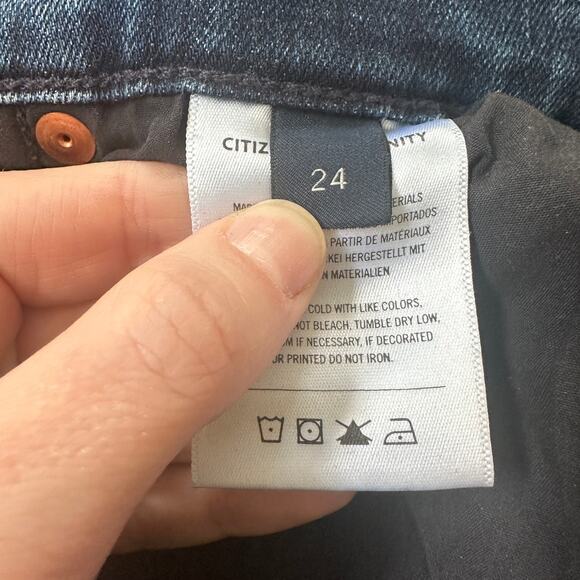 CITIZ NITY
24
MA ERIALS
PORTADOS
PARTIR DE MATÉRIAUX
KEI HERGESTELLT MIT
N MATERIALIEN
COLD WITH LIKE COLORS,
NOT BLEACH, TUMBLE DRY LOW,
M IF NECESSARY, IF DECORATED
OR PRINTED DO NOT IRON.